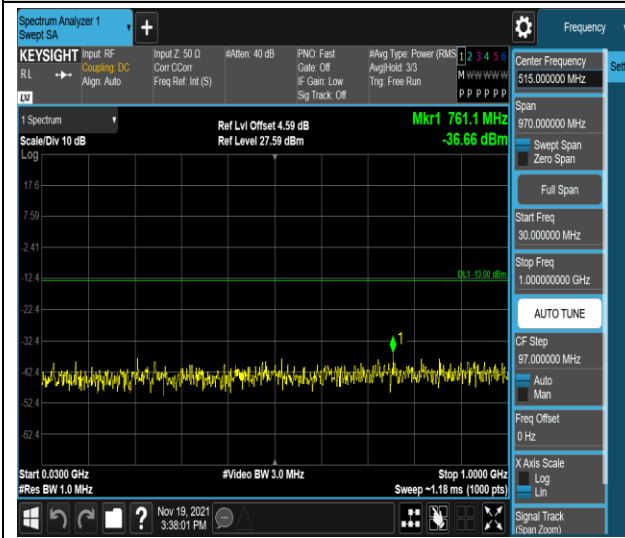 Spectrum Analyzer 1
Swept SA
+
Frequency
KEYSIGHT
RL
LXI
Input: RF
Coupling: DC
Align: Auto
Input Z: 50 Ω
Corr CCorr
Freq Ref: Int (S)
#Atten: 40 dB
PNO: Fast
Gate: Off
IF Gain: Low
Sig Track: Off
#Avg Type: Power (RMS
Avg|Hold: 3/3
Trig: Free Run
1 2 3 4 5 6
M W W W W W
P P P P P P
1 Spectrum
Scale/Div 10 dB
Ref Lvl Offset 4.59 dB
Ref Level 27.59 dBm
Mkr1 761.1 MHz
-36.66 dBm
Log
17.6
7.59
-2.41
-12.4
DL1 -13.00 dBm
-22.4
-32.4
1
-42.4
-52.4
-62.4
Start 0.0300 GHz
#Res BW 1.0 MHz
#Video BW 3.0 MHz
Stop 1.0000 GHz
Sweep ~1.18 ms (1000 pts)
?
Nov 19, 2021
3:38:01 PM
Center Frequency
515.000000 MHz
Sett
Span
970.000000 MHz
Swept Span
Zero Span
Full Span
Start Freq
30.000000 MHz
Stop Freq
1.000000000 GHz
AUTO TUNE
CF Step
97.000000 MHz
Auto
Man
Freq Offset
0 Hz
X Axis Scale
Log
Lin
Signal Track
(Span Zoom)